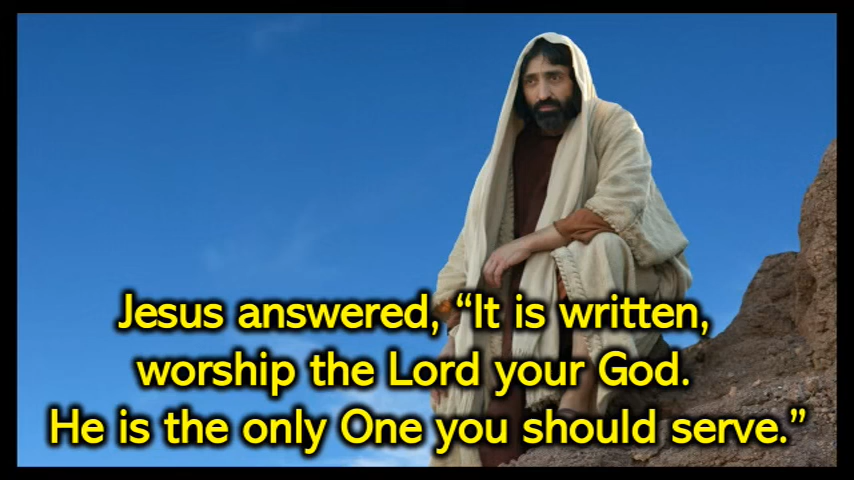 Jesus answered, “It is written,
worship the Lord your God.
He is the only One you should serve.”